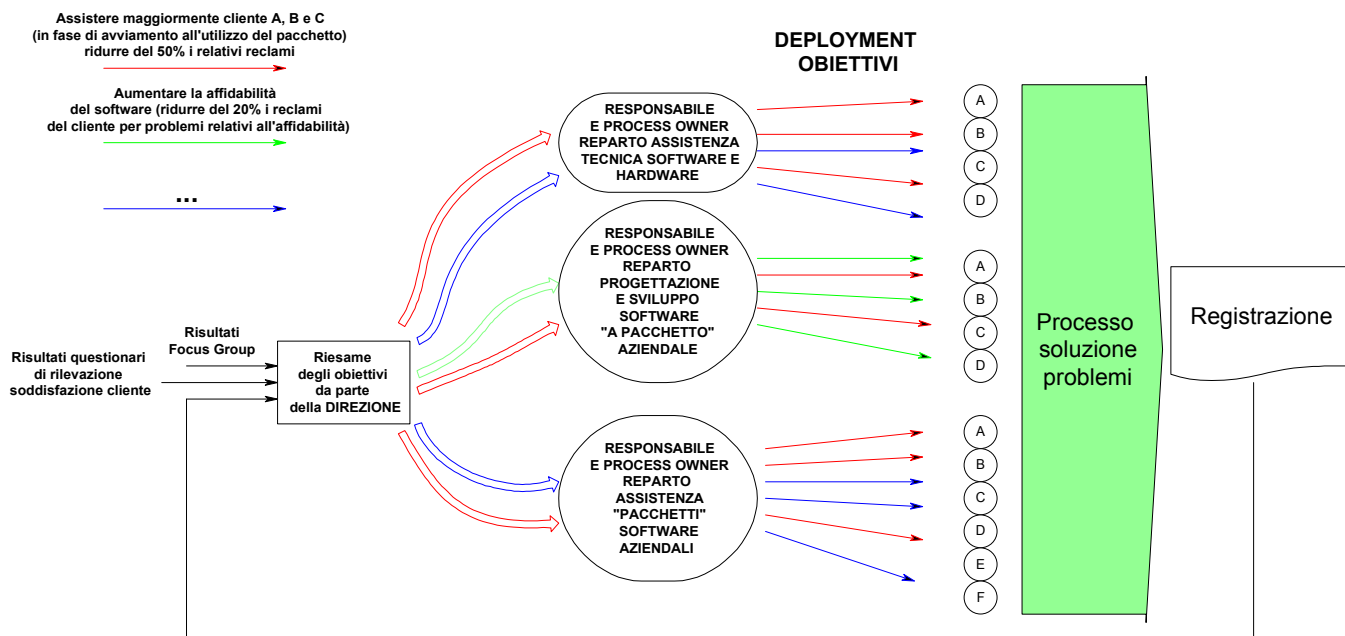 Assistere maggiormente cliente A, B e C
(in fase di avviamento all'utilizzo del pacchetto)
ridurre del 50% i relativi reclami
Aumentare la affidabilità
del software (ridurre del 20% i reclami
del cliente per problemi relativi all'affidabilità)
...
DEPLOYMENT
OBIETTIVI
Risultati
Focus Group
Risultati questionari
di rilevazione
soddisfazione cliente
Riesame
degli obiettivi
da parte
della DIREZIONE
RESPONSABILE
E PROCESS OWNER
REPARTO ASSISTENZA
TECNICA SOFTWARE E
HARDWARE
RESPONSABILE
E PROCESS OWNER
REPARTO
PROGETTAZIONE
E SVILUPPO
SOFTWARE
"A PACCHETTO"
AZIENDALE
RESPONSABILE
E PROCESS OWNER
REPARTO
ASSISTENZA
"PACCHETTI"
SOFTWARE
AZIENDALI
A
B
C
D
A
B
C
D
A
B
C
D
E
F
Processo
soluzione
problemi
Registrazione